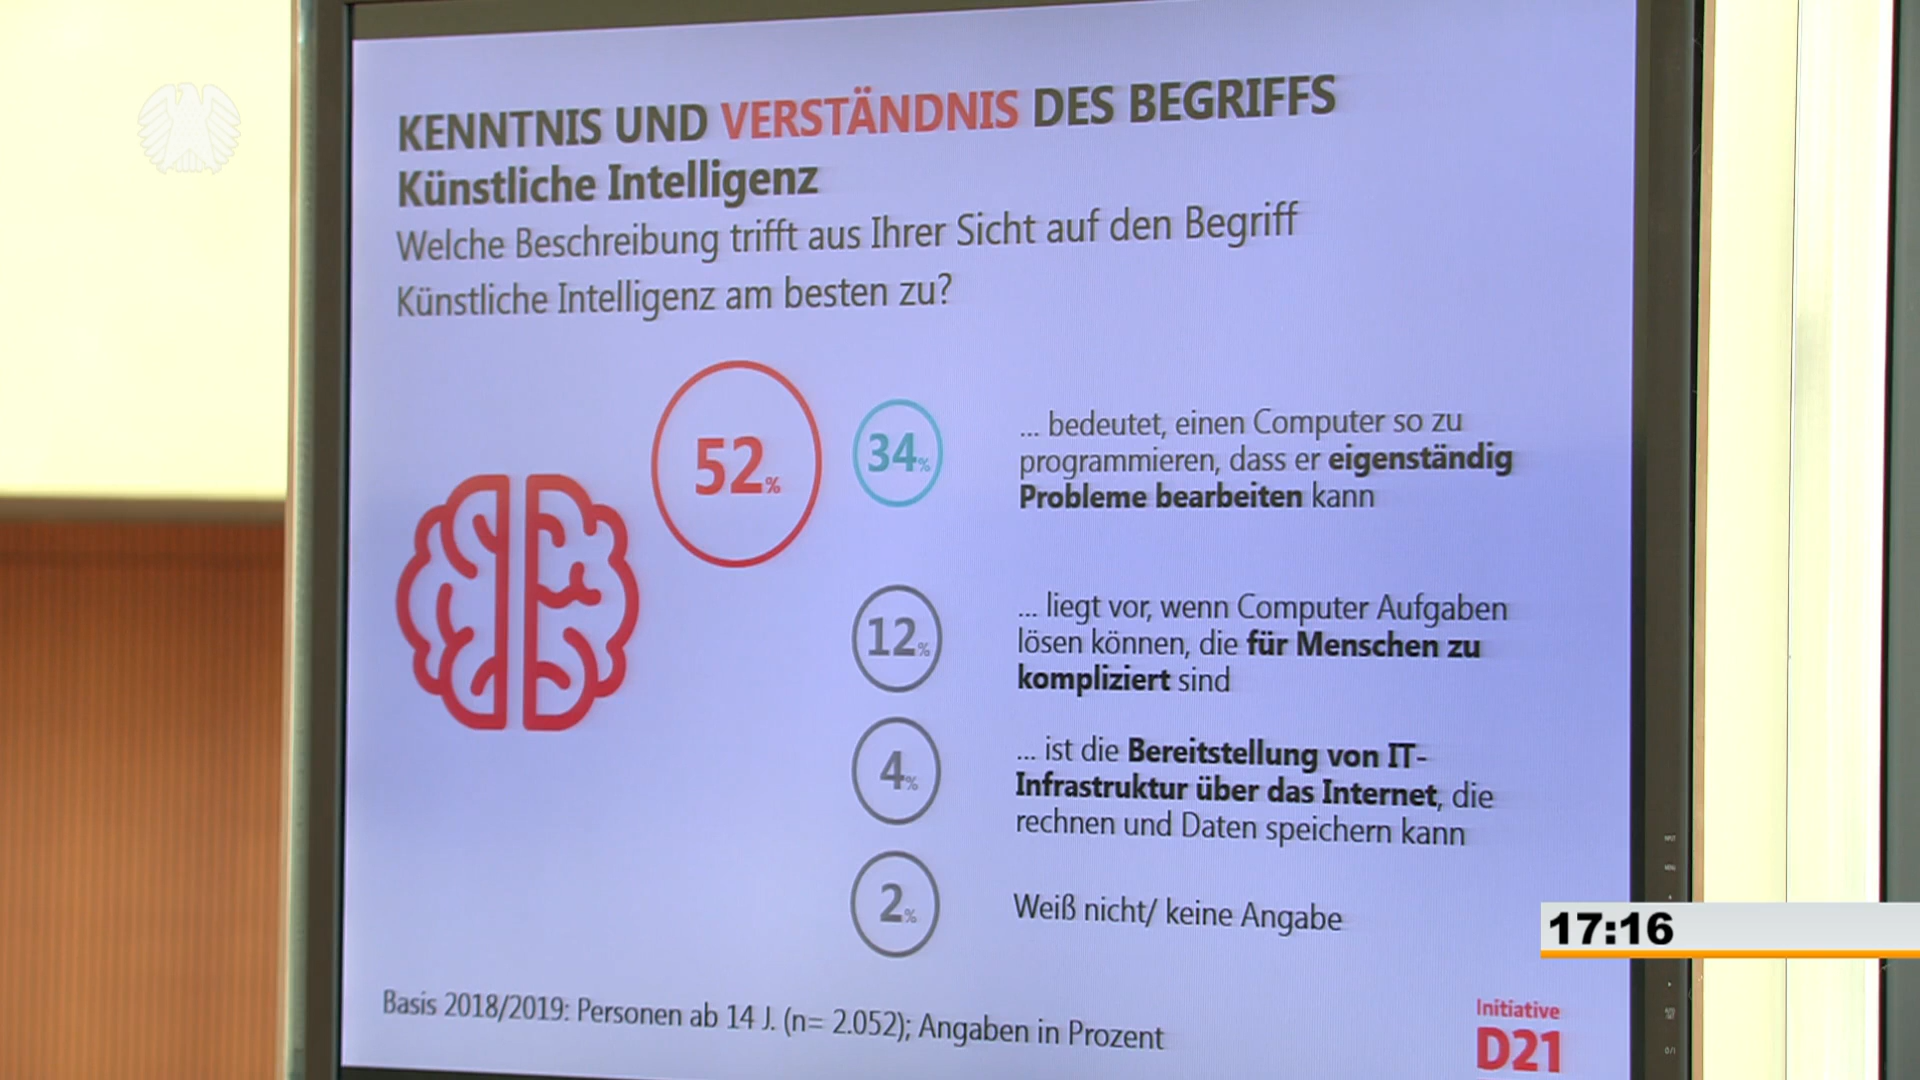 KENNTNIS UND VERSTÄNDNIS DES BEGRIFFS
Künstliche Intelligenz
Welche Beschreibung trifft aus Ihrer Sicht auf den Begriff
Künstliche Intelligenz am besten zu?
52%
34%
... bedeutet, einen Computer so zu
programmieren, dass er eigenständig
Probleme bearbeiten kann
12%
... liegt vor, wenn Computer Aufgaben
lösen können, die für Menschen zu
kompliziert sind
4%
... ist die Bereitstellung von IT-
Infrastruktur über das Internet, die
rechnen und Daten speichern kann
2%
Weiß nicht/ keine Angabe
17:16
Basis 2018/2019: Personen ab 14 J. (n= 2.052); Angaben in Prozent
Initiative
D21